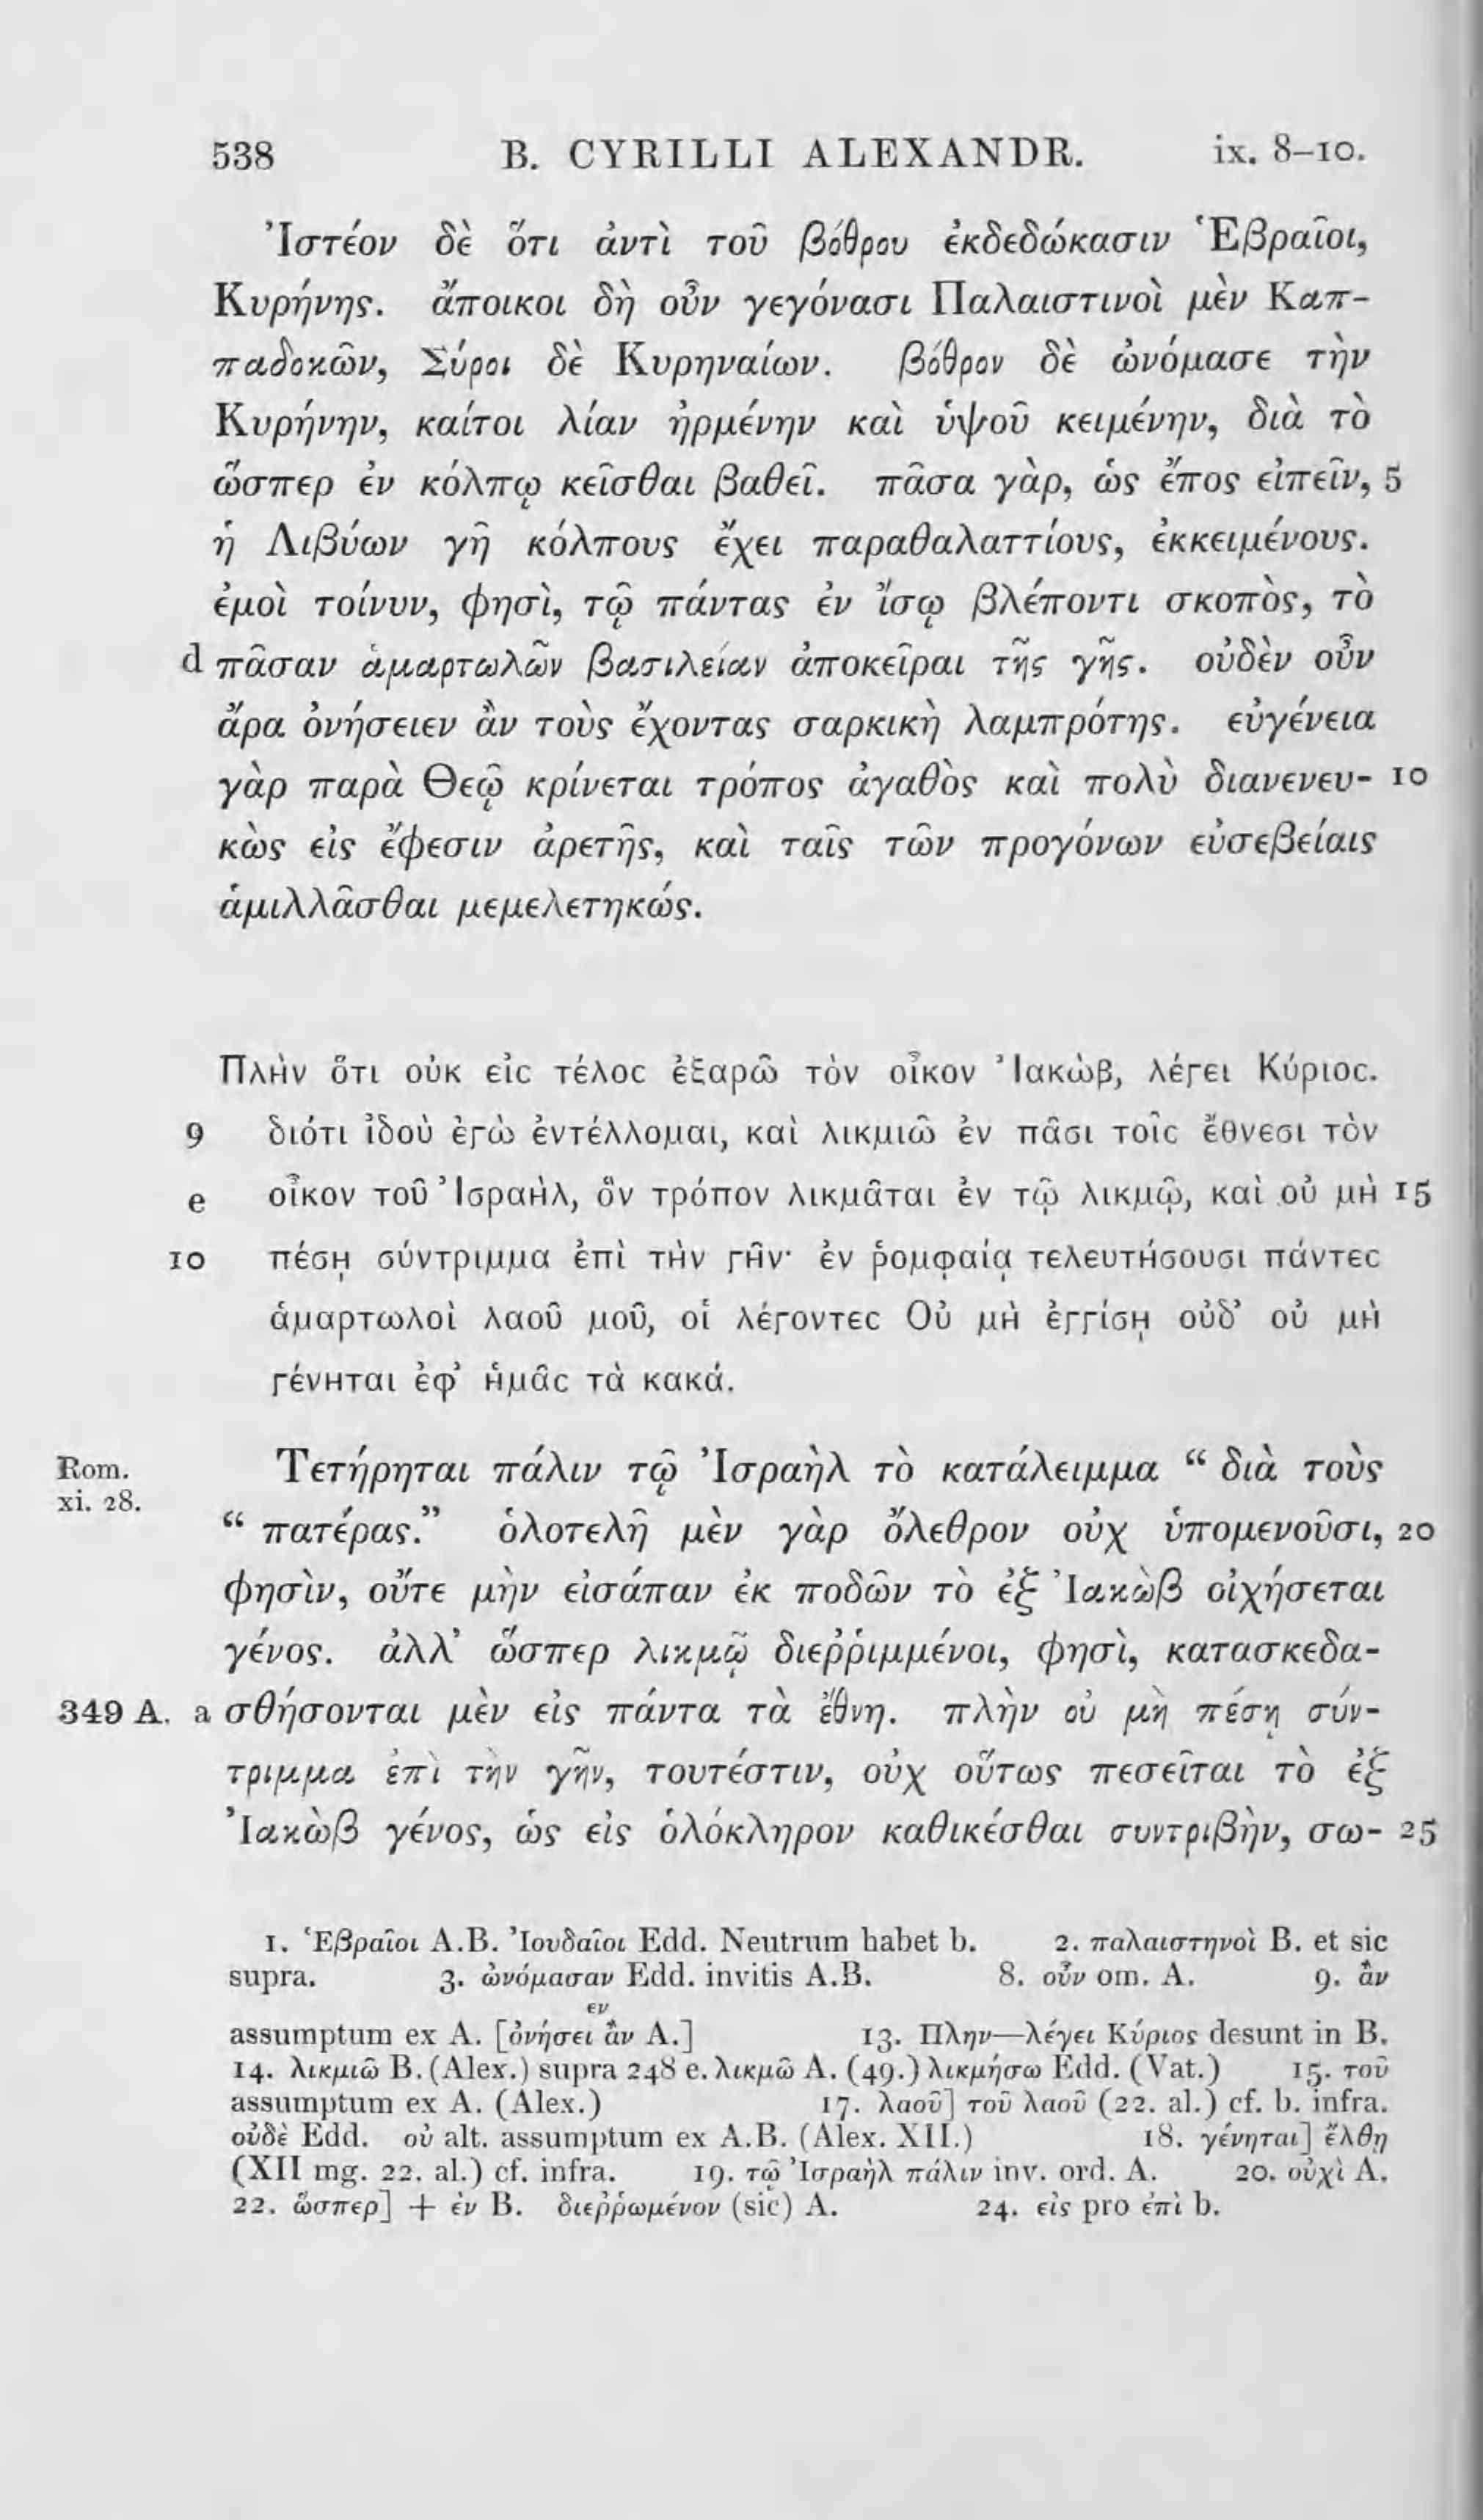 538 B. CYRILLI ALEXANDR. ix. 8–10.
Ἰστέον δὲ ὅτι ἀντὶ τοῦ βόθρου ἐκδεδώκασιν Ἑβραῖοι,
Κυρήνης. ἄποικοι δὴ οὖν γεγόνασι Παλαιστινοὶ μὲν Καπ-
παδοκῶν, Σύροι δὲ Κυρηναίων. βόθρον δὲ ὠνόμασε τὴν
Κυρήνην, καίτοι λίαν ἠρμένην καὶ ὑψοῦ κειμένην, διὰ τὸ
ὥσπερ ἐν κόλπῳ κεῖσθαι βαθεῖ. πᾶσα γὰρ, ὡς ἔπος εἰπεῖν, 5
ἡ Λιβύων γῆ κόλπους ἔχει παραθαλαττίους, ἐκκειμένους.
ἐμοὶ τοίνυν, φησὶ, τῷ πάντας ἐν ἴσῳ βλέποντι σκοπὸς, τὸ
d πᾶσαν ἁμαρτωλῶν βασιλείαν ἀποκεῖραι τῆς γῆς. οὐδὲν οὖν
ἄρα ὀνήσειεν ἂν τοὺς ἔχοντας σαρκικὴ λαμπρότης. εὐγένεια
γὰρ παρὰ Θεῷ κρίνεται τρόπος ἀγαθὸς καὶ πολὺ διανενευ- 10
κὼς εἰς ἔφεσιν ἀρετῆς, καὶ ταῖς τῶν προγόνων εὐσεβείαις
ἁμιλλᾶσθαι μεμελετηκώς.
Πλὴν ὅτι οὐκ εἰς τέλος ἐξαρῶ τὸν οἶκον Ἰακὼβ, λέγει Κύριος.
9 διότι ἰδοὺ ἐγὼ ἐντέλλομαι, καὶ λικμιῶ ἐν πᾶσι τοῖς ἔθνεσι τὸν
e οἶκον τοῦ Ἰσραὴλ, ὃν τρόπον λικμᾶται ἐν τῷ λικμῷ, καὶ οὐ μὴ 15
10 πέσῃ σύντριμμα ἐπὶ τὴν γῆν· ἐν ῥομφαίᾳ τελευτήσουσι πάντες
ἁμαρτωλοὶ λαοῦ μοῦ, οἱ λέγοντες Οὐ μὴ ἐγγίσῃ οὐδ’ οὐ μὴ
γένηται ἐφ’ ἡμᾶς τὰ κακά.
Rom. xi. 28. Τετήρηται πάλιν τῷ Ἰσραὴλ τὸ κατάλειμμα “ διὰ τοὺς
“ πατέρας.” ὁλοτελῆ μὲν γὰρ ὄλεθρον οὐχ ὑπομενοῦσι, 20
φησὶν, οὔτε μὴν εἰσάπαν ἐκ ποδῶν τὸ ἐξ Ἰακὼβ οἰχήσεται
γένος. ἀλλ’ ὥσπερ λικμῷ διεῤῥιμμένοι, φησὶ, κατασκεδα-
349 A. a σθήσονται μὲν εἰς πάντα τὰ ἔθνη. πλὴν οὐ μὴ πέσῃ σύν-
τριμμα ἐπὶ τὴν γῆν, τουτέστιν, οὐχ οὕτως πεσεῖται τὸ ἐξ
Ἰακὼβ γένος, ὡς εἰς ὁλόκληρον καθικέσθαι συντριβὴν, σω- 25
1. Ἑβραῖοι A.B. Ἰουδαῖοι Edd. Neutrum habet b. 2. παλαιστηνοὶ B. et sic
supra. 3. ὠνόμασαν Edd. invitis A.B. 8. οὖν om. A. 9. ἂν
εν
assumptum ex A. [ὀνήσει ἂν A.] 13. Πλην—λέγει Κύριος desunt in B.
14. λικμιῶ B. (Alex.) supra 248 e. λικμῶ A. (49.) λικμήσω Edd. (Vat.) 15. τοῦ
assumptum ex A. (Alex.) 17. λαοῦ] τοῦ λαοῦ (22. al.) cf. b. infra.
οὐδὲ Edd. οὐ alt. assumptum ex A.B. (Alex. XII.) 18. γένηται] ἔλθῃ
(XII mg. 22. al.) cf. infra. 19. τῷ Ἰσραὴλ πάλιν inv. ord. A. 20. οὐχὶ A.
22. ὥσπερ] + ἐν B. διεῤῥωμένον (sic) A. 24. εἰς pro ἐπὶ b.